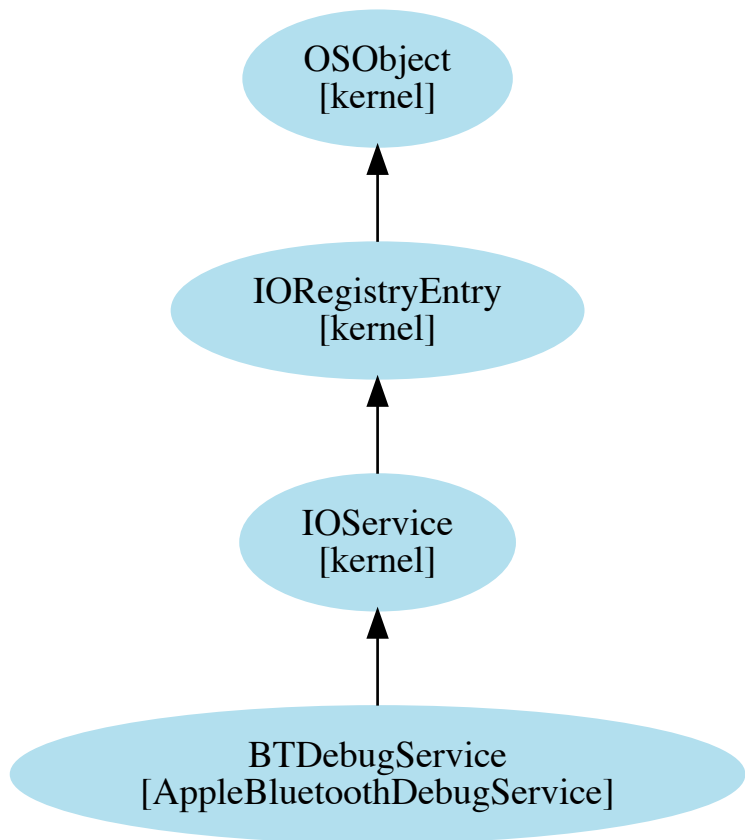 OSObject
[kernel]
IORegistryEntry
[kernel]
IOService
[kernel]
BTDebugService
[AppleBluetoothDebugService]